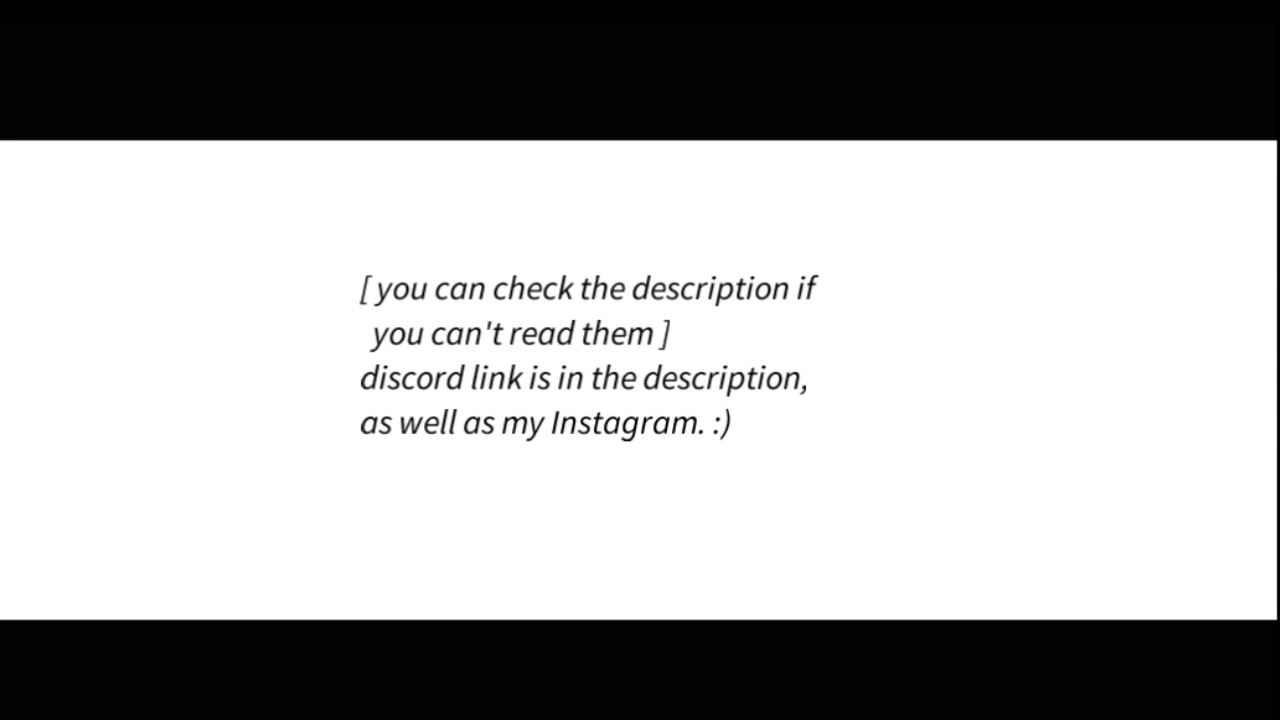 [ you can check the description if
you can't read them ]
discord link is in the description,
as well as my Instagram. :)